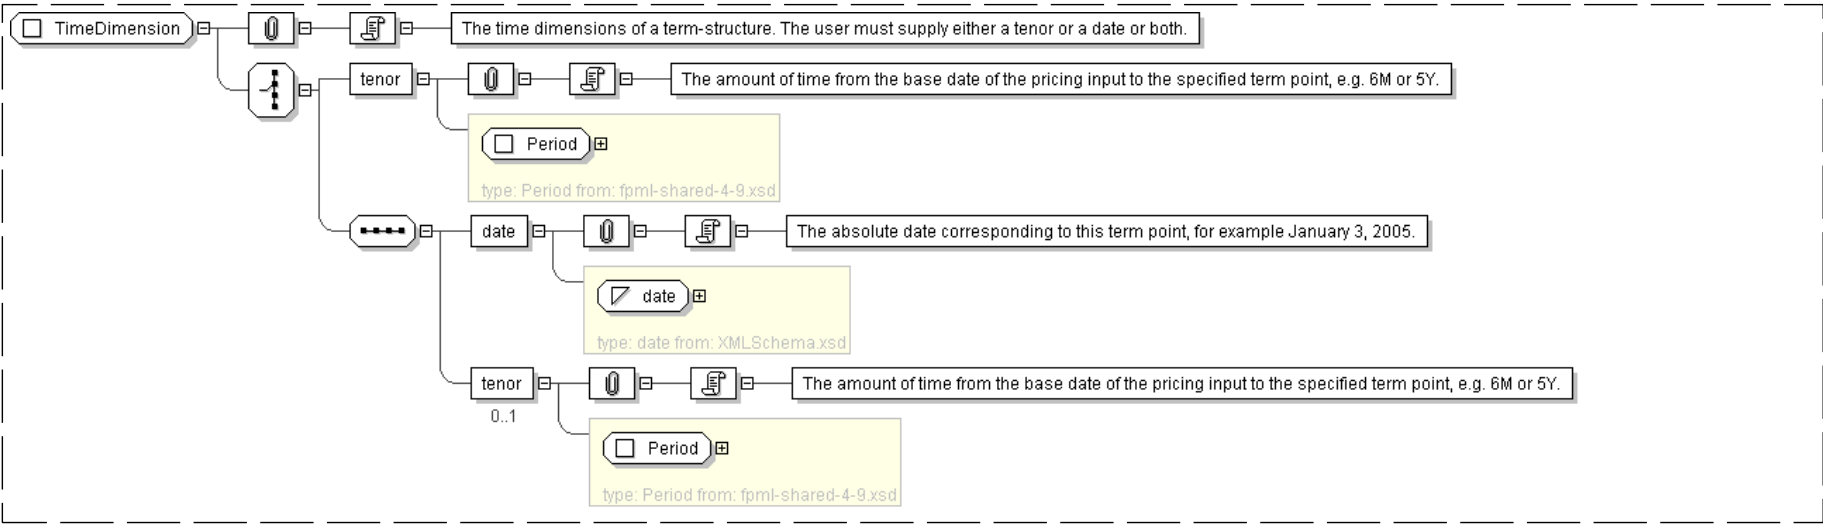 TimeDimension
The time dimensions of a term-structure. The user must supply either a tenor or a date or both.
tenor
The amount of time from the base date of the pricing input to the specified term point, e.g. 6M or 5Y.
Period
type: Period from: fpml-shared-4-9.xsd
date
The absolute date corresponding to this term point, for example January 3, 2005.
date
type: date from: XMLSchema.xsd
tenor
The amount of time from the base date of the pricing input to the specified term point, e.g. 6M or 5Y.
0..1
Period
type: Period from: fpml-shared-4-9.xsd